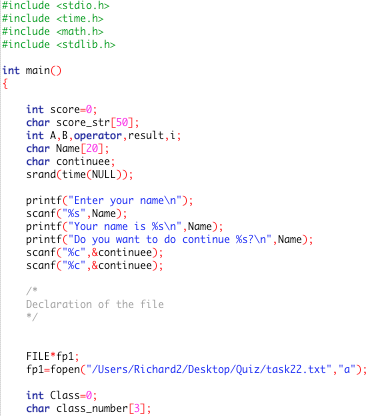 #include <stdio.h>
#include <time.h>
#include <math.h>
#include <stdlib.h>
int main()
{
int score=0;
char score_str[50];
int A,B,operator,result,i;
char Name[20];
char continuee;
srand(time(NULL));
printf("Enter your name\n");
scanf("%s",Name);
printf("Your name is %s\n",Name);
printf("Do you want to do continue %s?\n",Name);
scanf("%c",&continuee);
scanf("%c",&continuee);
/*
Declaration of the file
*/
FILE*fp1;
fp1=fopen("/Users/Richard2/Desktop/Quiz/task22.txt","a");
int Class=0;
char class_number[3];